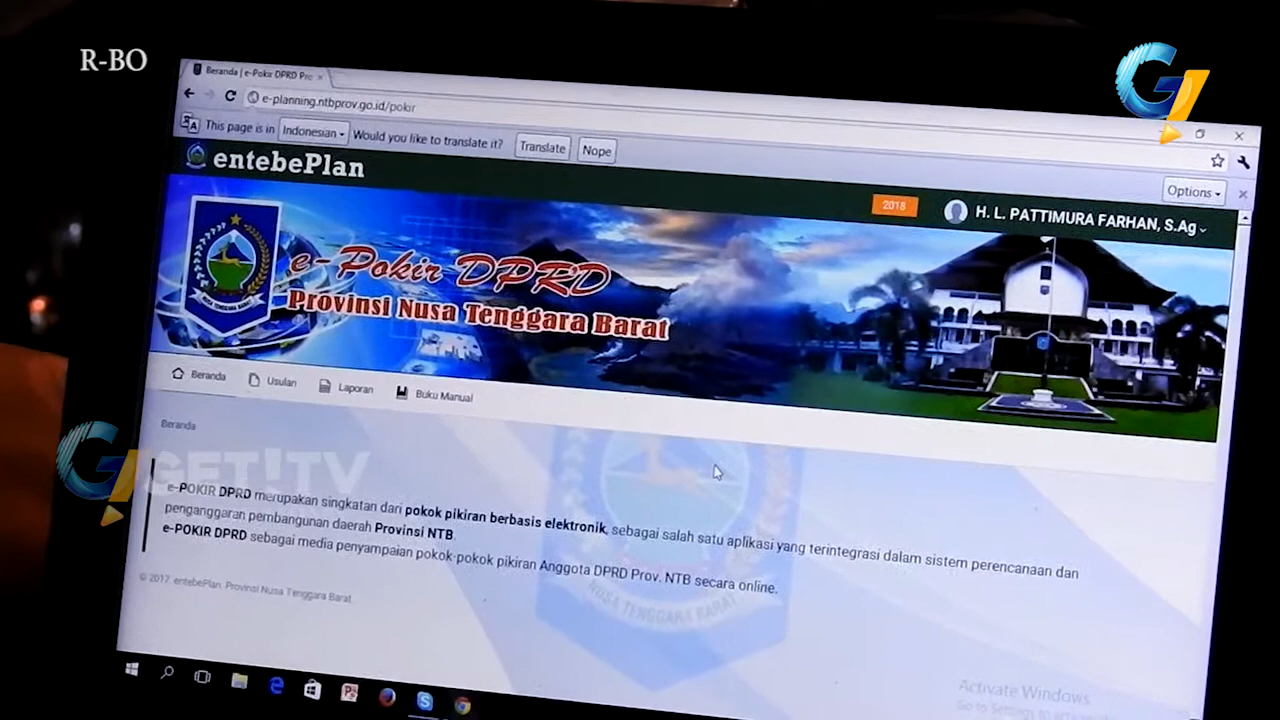 R-BO
Beranda | e-Pokir DPRD Pro
e-planning.ntbprov.go.id/pokir
This page is in Indonesian Would you like to translate it? Translate Nope
Options
entebePlan
2018 H. L. PATTIMURA FARHAN, S.Ag
e-Pokir DPRD
Provinsi Nusa Tenggara Barat
Beranda Usulan Laporan Buku Manual
Beranda
GET!TV
e-POKIR DPRD merupakan singkatan dari pokok pikiran berbasis elektronik, sebagai salah satu aplikasi yang terintegrasi dalam sistem perencanaan dan
penganggaran pembangunan daerah Provinsi NTB.
e-POKIR DPRD sebagai media penyampaian pokok-pokok pikiran Anggota DPRD Prov. NTB secara online.
NUSA TENGGARA BARAT
© 2017. entebePlan. Provinsi Nusa Tenggara Barat.
Activate Windows